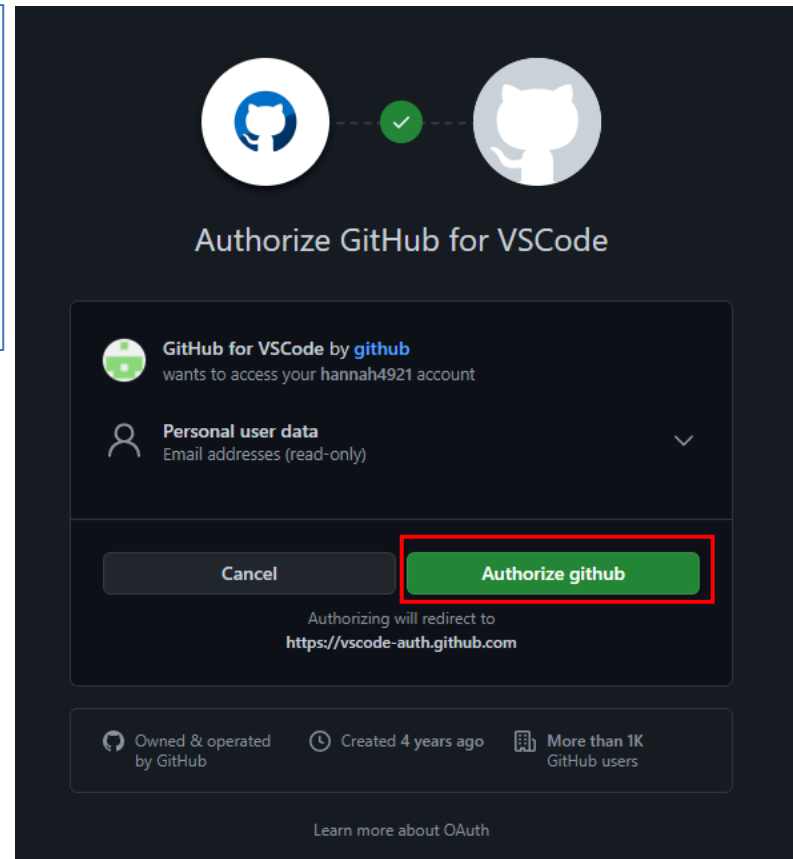 Authorize GitHub for VSCode
GitHub for VSCode by github
wants to access your hannah4921 account
Personal user data
Email addresses (read-only)
Cancel
Authorize github
Authorizing will redirect to
https://vscode-auth.github.com
Owned & operated
by GitHub
Created 4 years ago
More than 1K
GitHub users
Learn more about OAuth